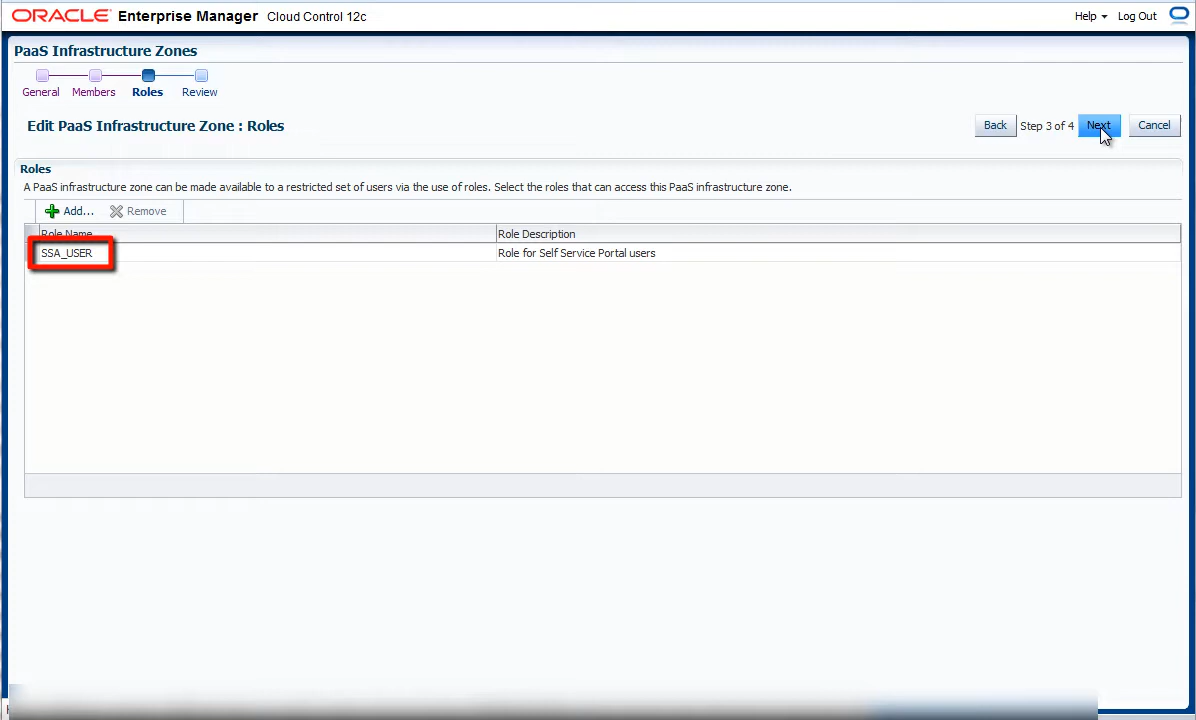 ORACLE Enterprise Manager Cloud Control 12c Help Log Out
PaaS Infrastructure Zones
General Members Roles Review
Edit PaaS Infrastructure Zone : Roles Back Step 3 of 4 Next Cancel
Roles
A PaaS infrastructure zone can be made available to a restricted set of users via the use of roles. Select the roles that can access this PaaS infrastructure zone.
Add... Remove
Role Name Role Description
SSA_USER Role for Self Service Portal users